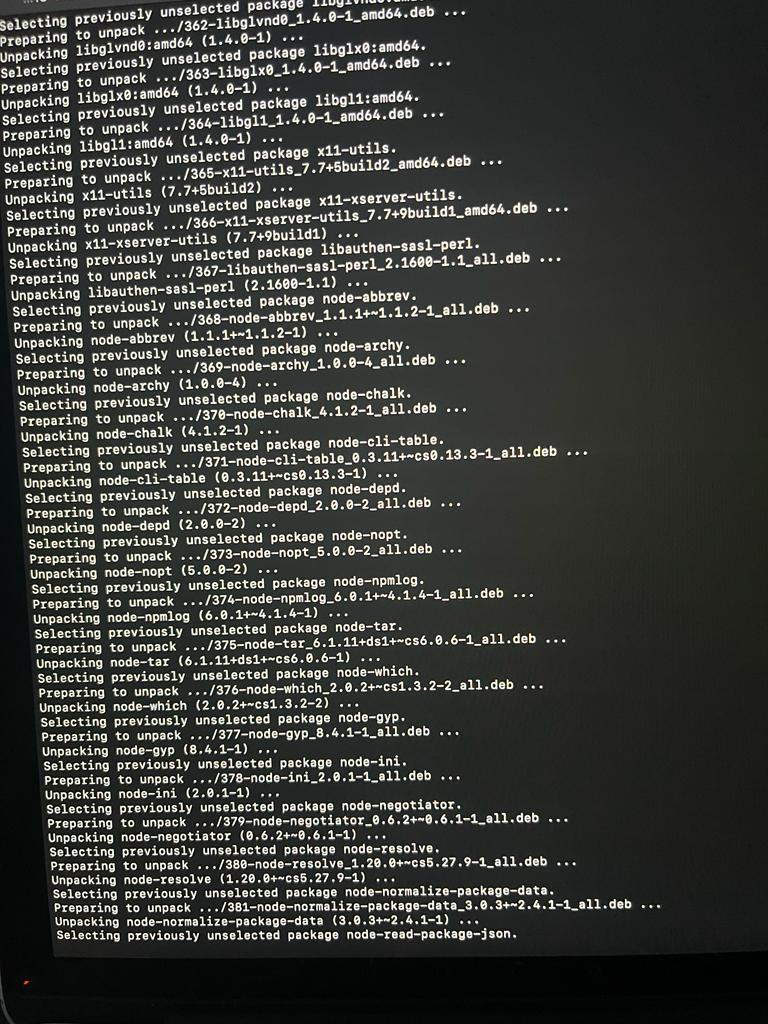 Selecting previously unselected package
Preparing to unpack .../362-libglvnd0_1.4.0-1_amd64.deb ...
Unpacking libglvnd0:amd64 (1.4.0-1) ...
Selecting previously unselected package libglx0:amd64.
Preparing to unpack .../363-libglx0_1.4.0-1_amd64.deb ...
Unpacking libglx0:amd64 (1.4.0-1) ...
Selecting previously unselected package libgl1:amd64.
Preparing to unpack .../364-libgl1_1.4.0-1_amd64.deb ...
Unpacking libgl1:amd64 (1.4.0-1) ...
Selecting previously unselected package x11-utils.
Preparing to unpack .../365-x11-utils_7.7+5build2_amd64.deb ...
Unpacking x11-utils (7.7+5build2) ...
Selecting previously unselected package x11-xserver-utils.
Preparing to unpack .../366-x11-xserver-utils_7.7+9build1_amd64.deb ...
Unpacking x11-xserver-utils (7.7+9build1) ...
Selecting previously unselected package libauthen-sasl-perl.
Preparing to unpack .../367-libauthen-sasl-perl_2.1600-1.1_all.deb ...
Unpacking libauthen-sasl-perl (2.1600-1.1) ...
Selecting previously unselected package node-abbrev.
Preparing to unpack .../368-node-abbrev_1.1.1+~1.1.2-1_all.deb ...
Unpacking node-abbrev (1.1.1+~1.1.2-1) ...
Selecting previously unselected package node-archy.
Preparing to unpack .../369-node-archy_1.0.0-4_all.deb ...
Unpacking node-archy (1.0.0-4) ...
Selecting previously unselected package node-chalk.
Preparing to unpack .../370-node-chalk_4.1.2-1_all.deb ...
Unpacking node-chalk (4.1.2-1) ...
Selecting previously unselected package node-cli-table.
Preparing to unpack .../371-node-cli-table_0.3.11+~cs0.13.3-1_all.deb ...
Unpacking node-cli-table (0.3.11+~cs0.13.3-1) ...
Selecting previously unselected package node-depd.
Preparing to unpack .../372-node-depd_2.0.0-2_all.deb ...
Unpacking node-depd (2.0.0-2) ...
Selecting previously unselected package node-nopt.
Preparing to unpack .../373-node-nopt_5.0.0-2_all.deb ...
Unpacking node-nopt (5.0.0-2) ...
Selecting previously unselected package node-npmlog.
Preparing to unpack .../374-node-npmlog_6.0.1+~4.1.4-1_all.deb ...
Unpacking node-npmlog (6.0.1+~4.1.4-1) ...
Selecting previously unselected package node-tar.
Preparing to unpack .../375-node-tar_6.1.11+ds1+~cs6.0.6-1_all.deb ...
Unpacking node-tar (6.1.11+ds1+~cs6.0.6-1) ...
Selecting previously unselected package node-which.
Preparing to unpack .../376-node-which_2.0.2+~cs1.3.2-2_all.deb ...
Unpacking node-which (2.0.2+~cs1.3.2-2) ...
Selecting previously unselected package node-gyp.
Preparing to unpack .../377-node-gyp_8.4.1-1_all.deb ...
Unpacking node-gyp (8.4.1-1) ...
Selecting previously unselected package node-ini.
Preparing to unpack .../378-node-ini_2.0.1-1_all.deb ...
Unpacking node-ini (2.0.1-1) ...
Selecting previously unselected package node-negotiator.
Preparing to unpack .../379-node-negotiator_0.6.2+~0.6.1-1_all.deb ...
Unpacking node-negotiator (0.6.2+~0.6.1-1) ...
Selecting previously unselected package node-resolve.
Preparing to unpack .../380-node-resolve_1.20.0+~cs5.27.9-1_all.deb ...
Unpacking node-resolve (1.20.0+~cs5.27.9-1) ...
Selecting previously unselected package node-normalize-package-data.
Preparing to unpack .../381-node-normalize-package-data_3.0.3+~2.4.1-1_all.deb ...
Unpacking node-normalize-package-data (3.0.3+~2.4.1-1) ...
Selecting previously unselected package node-read-package-json.